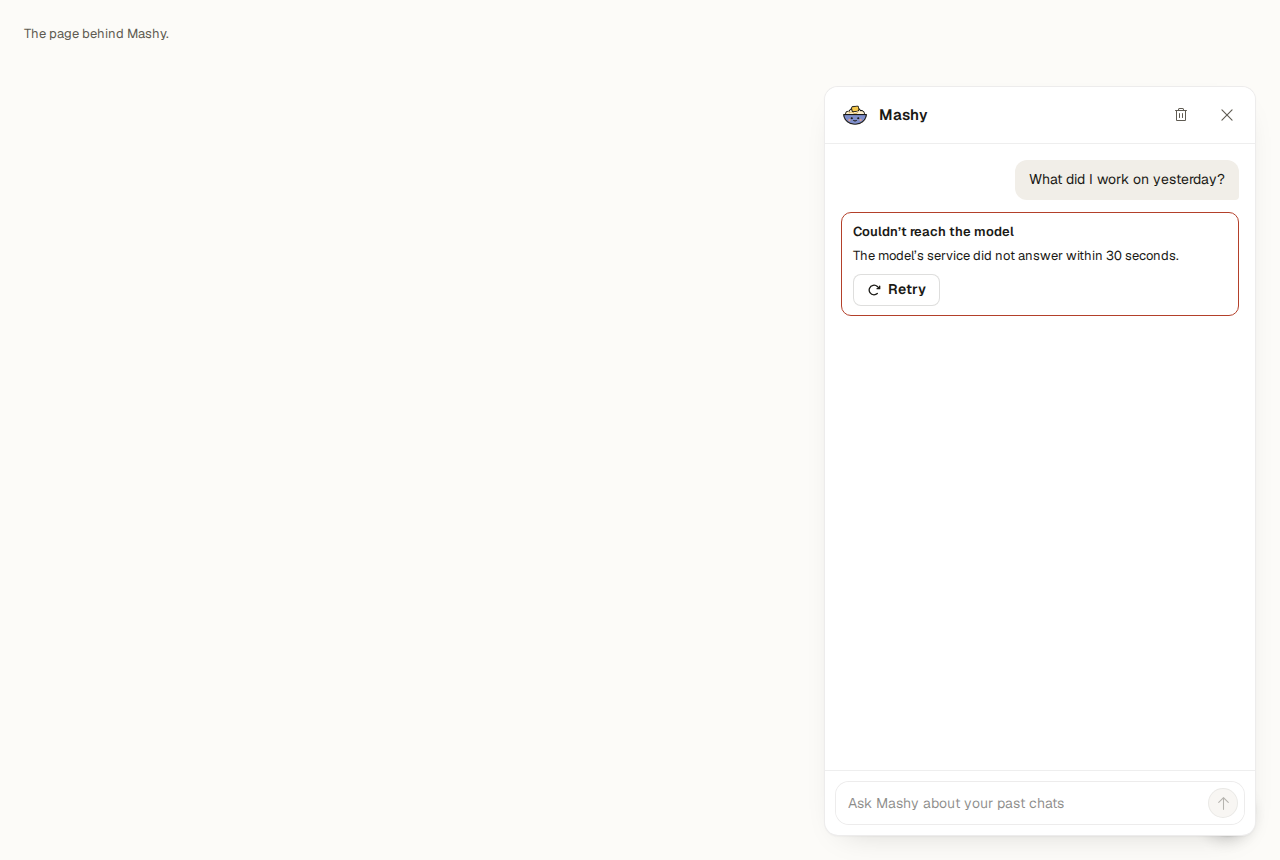 The page behind Mashy.
Mashy
What did I work on yesterday?
Couldn't reach the model
The model's service did not answer within 30 seconds.
Retry
Ask Mashy about your past chats